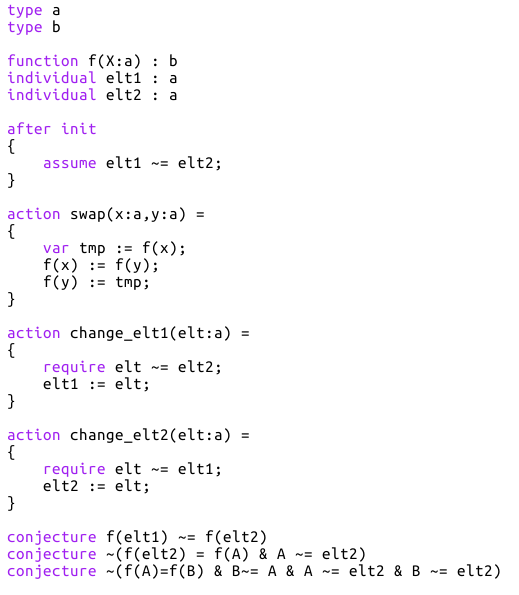 type a
type b
function f(X:a) : b
individual elt1 : a
individual elt2 : a
after init
{
assume elt1 ~= elt2;
}
action swap(x:a,y:a) =
{
var tmp := f(x);
f(x) := f(y);
f(y) := tmp;
}
action change_elt1(elt:a) =
{
require elt ~= elt2;
elt1 := elt;
}
action change_elt2(elt:a) =
{
require elt ~= elt1;
elt2 := elt;
}
conjecture f(elt1) ~= f(elt2)
conjecture ~(f(elt2) = f(A) & A ~= elt2)
conjecture ~(f(A)=f(B) & B~= A & A ~= elt2 & B ~= elt2)